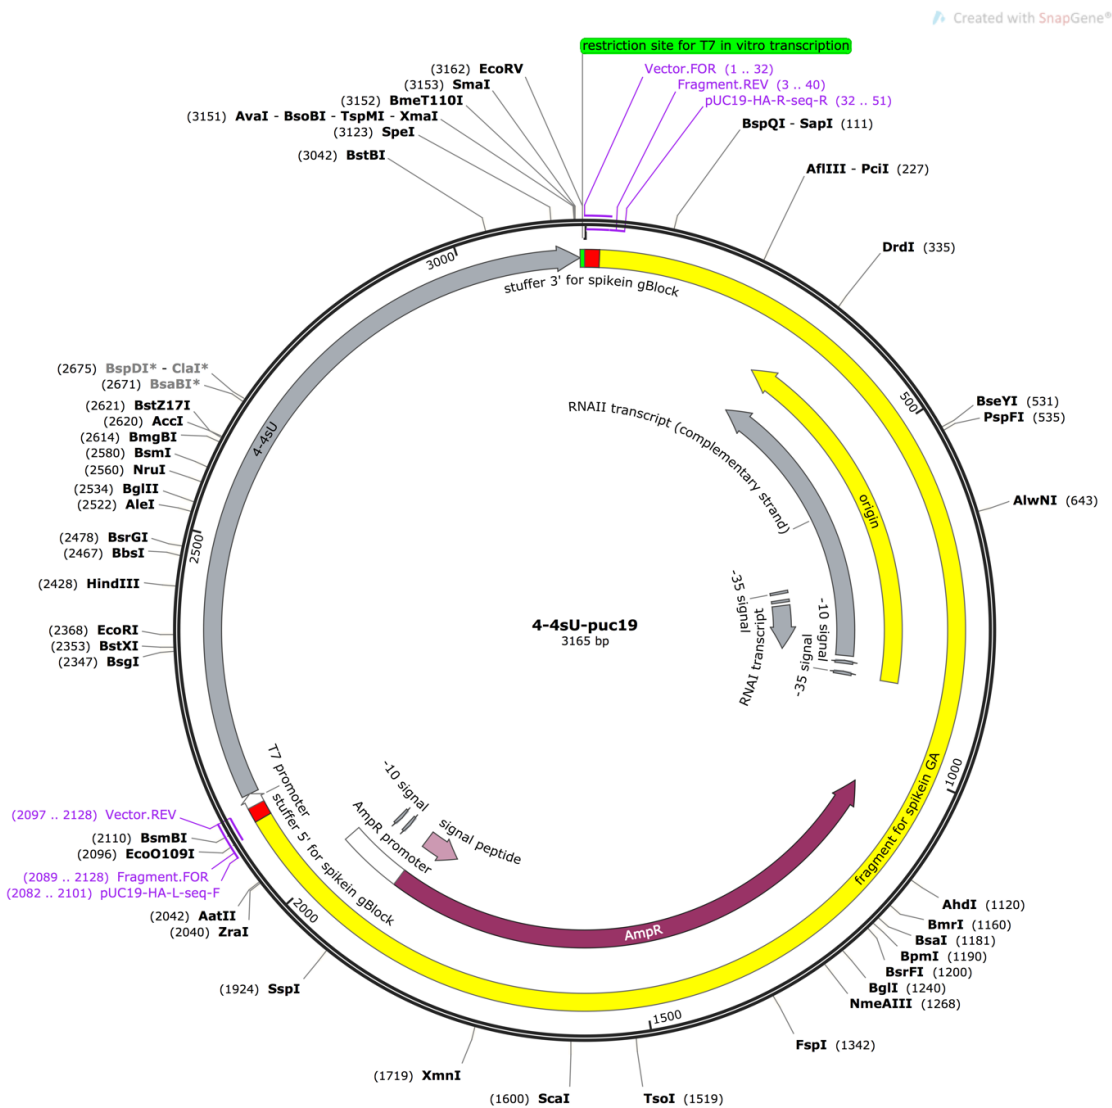 Created with SnapGene®
restriction site for T7 in vitro transcription
(3162) EcoRV
(3153) SmaI
(3152) BmeT110I
(3151) AvaI - BsoBI - TspMI - XmaI
(3123) SpeI
(3042) BstBI
Vector.FOR (1 .. 32)
Fragment.REV (3 .. 40)
pUC19-HA-R-seq-R (32 .. 51)
BspQI - SapI (111)
AflIII - PciI (227)
DrdI (335)
BseYI (531)
PspFI (535)
AlwNI (643)
AhdI (1120)
BmrI (1160)
BsaI (1181)
BpmI (1190)
BsrFI (1200)
BglI (1240)
NmeAIII (1268)
FspI (1342)
TsoI (1519)
(1600) ScaI
(1719) XmnI
(1924) SspI
(2040) ZraI
(2042) AatII
(2082 .. 2101) pUC19-HA-L-seq-F
(2089 .. 2128) Fragment.FOR
(2096) EcoO109I
(2110) BsmBI
(2097 .. 2128) Vector.REV
(2347) BsgI
(2353) BstXI
(2368) EcoRI
(2428) HindIII
(2467) BbsI
(2478) BsrGI
(2522) AleI
(2534) BglII
(2560) NruI
(2580) BsmI
(2614) BmgBI
(2620) AccI
(2621) BstZ17I
(2671) BsaBI*
(2675) BspDI* - ClaI*
500
1000
1500
2000
2500
3000
stuffer 3' for spikein gBlock
4-4sU
RNAII transcript (complementary strand)
origin
-35 signal
RNAI transcript
-10 signal
-35 signal
4-4sU-puc19
3165 bp
fragment for spikein GA
T7 promoter
stuffer 5' for spikein gBlock
-10 signal
AmpR promoter
signal peptide
AmpR